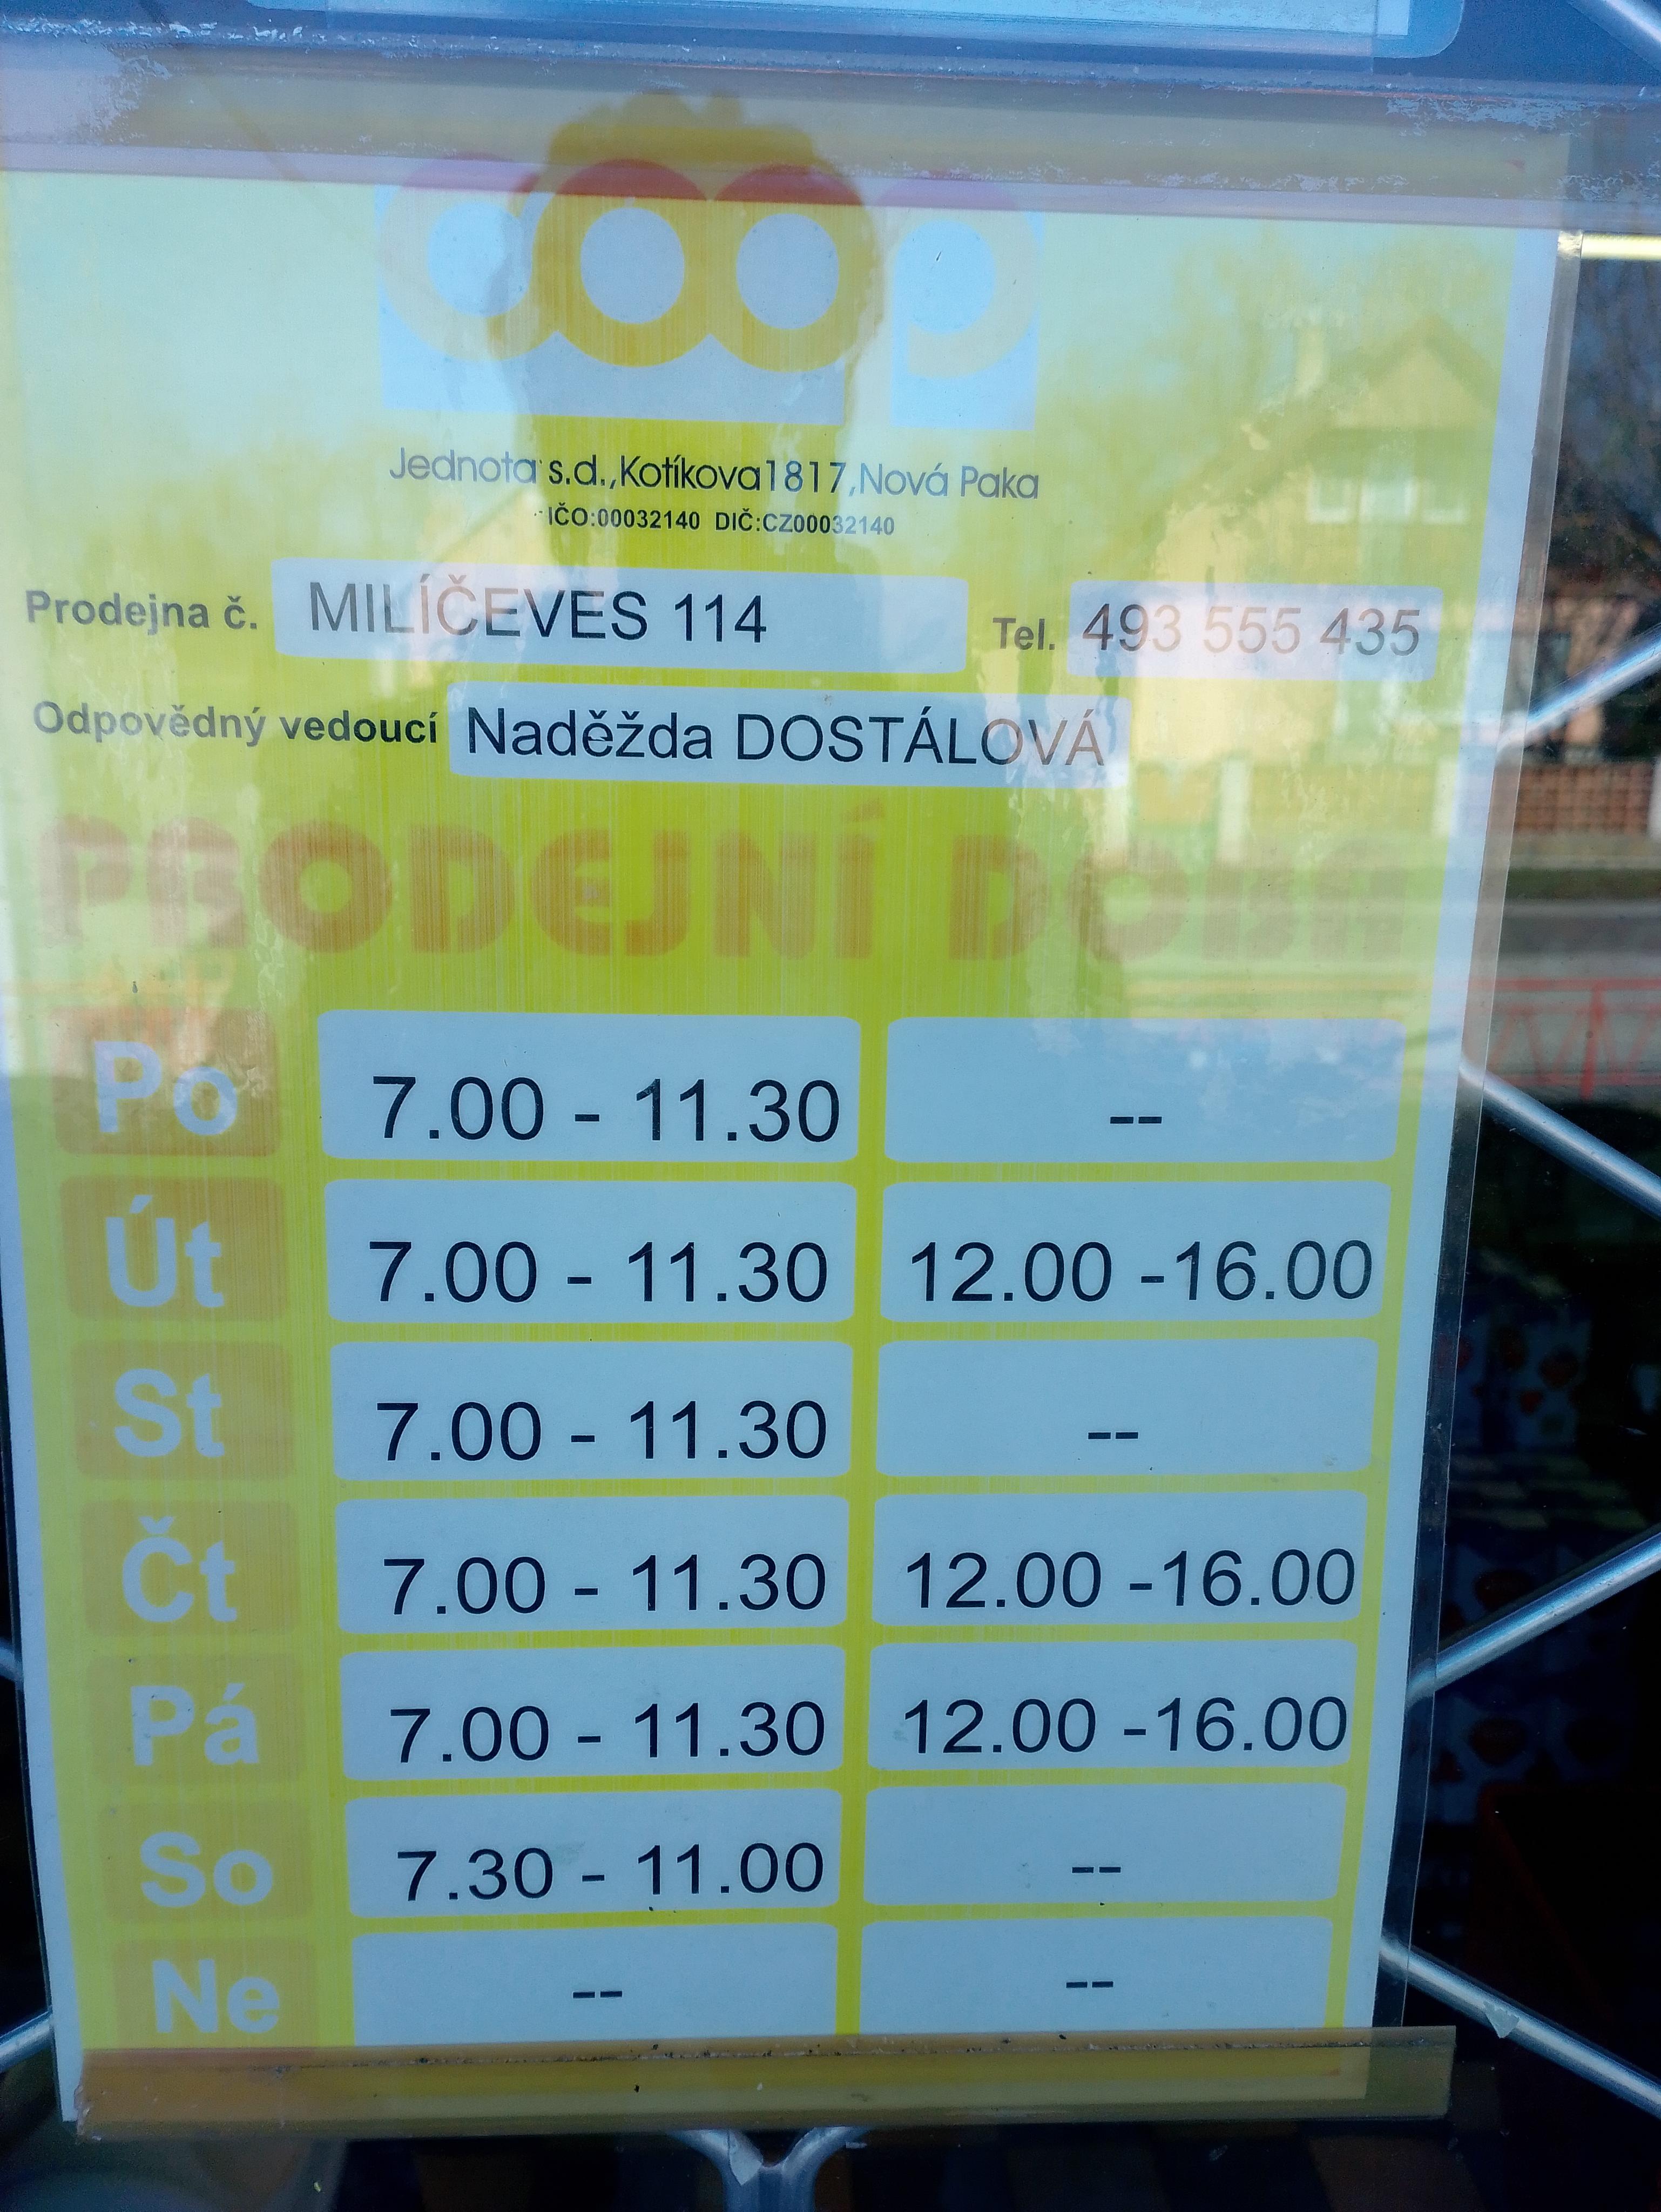 coop
Jednota s.d.,Kotíkova1817,Nová Paka
IČO:00032140 DIČ:CZ00032140
Prodejna č. MILÍČEVES 114 Tel. 493 555 435
Odpovědný vedoucí Naděžda DOSTÁLOVÁ
PRODEJNÍ DOBA
Po 7.00 - 11.30 --
Út 7.00 - 11.30 12.00 -16.00
St 7.00 - 11.30 --
Čt 7.00 - 11.30 12.00 -16.00
Pá 7.00 - 11.30 12.00 -16.00
So 7.30 - 11.00 --
Ne -- --